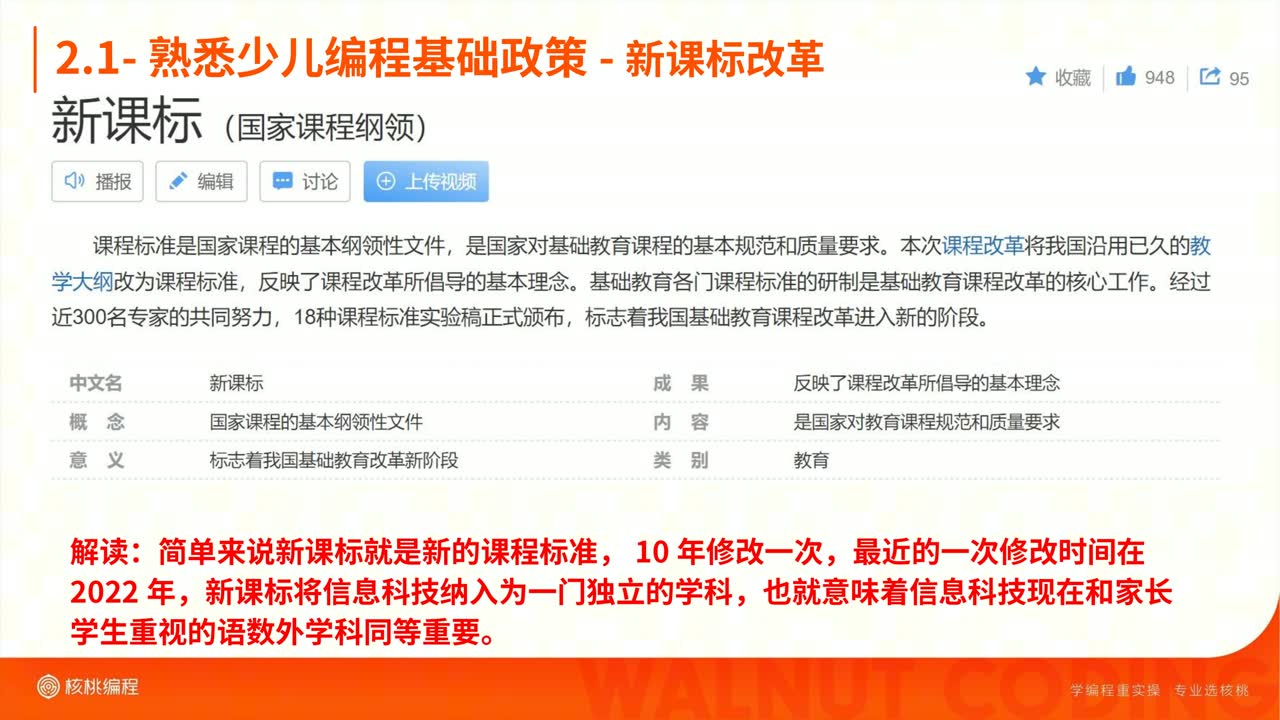 2.1- 熟悉少儿编程基础政策 - 新课标改革
收藏 948 95
新课标（国家课程纲领）
播报 编辑 讨论 上传视频
课程标准是国家课程的基本纲领性文件，是国家对基础教育课程的基本规范和质量要求。本次课程改革将我国沿用已久的教
学大纲改为课程标准，反映了课程改革所倡导的基本理念。基础教育各门课程标准的研制是基础教育课程改革的核心工作。经过
近300名专家的共同努力，18种课程标准实验稿正式颁布，标志着我国基础教育课程改革进入新的阶段。
中文名 新课标 成 果 反映了课程改革所倡导的基本理念
概 念 国家课程的基本纲领性文件 内 容 是国家对教育课程规范和质量要求
意 义 标志着我国基础教育改革新阶段 类 别 教育
解读：简单来说新课标就是新的课程标准， 10 年修改一次，最近的一次修改时间在
2022 年，新课标将信息科技纳入为一门独立的学科，也就意味着信息科技现在和家长
学生重视的语数外学科同等重要。
WALNUT CODING
核桃编程 学编程重实操 专业选核桃